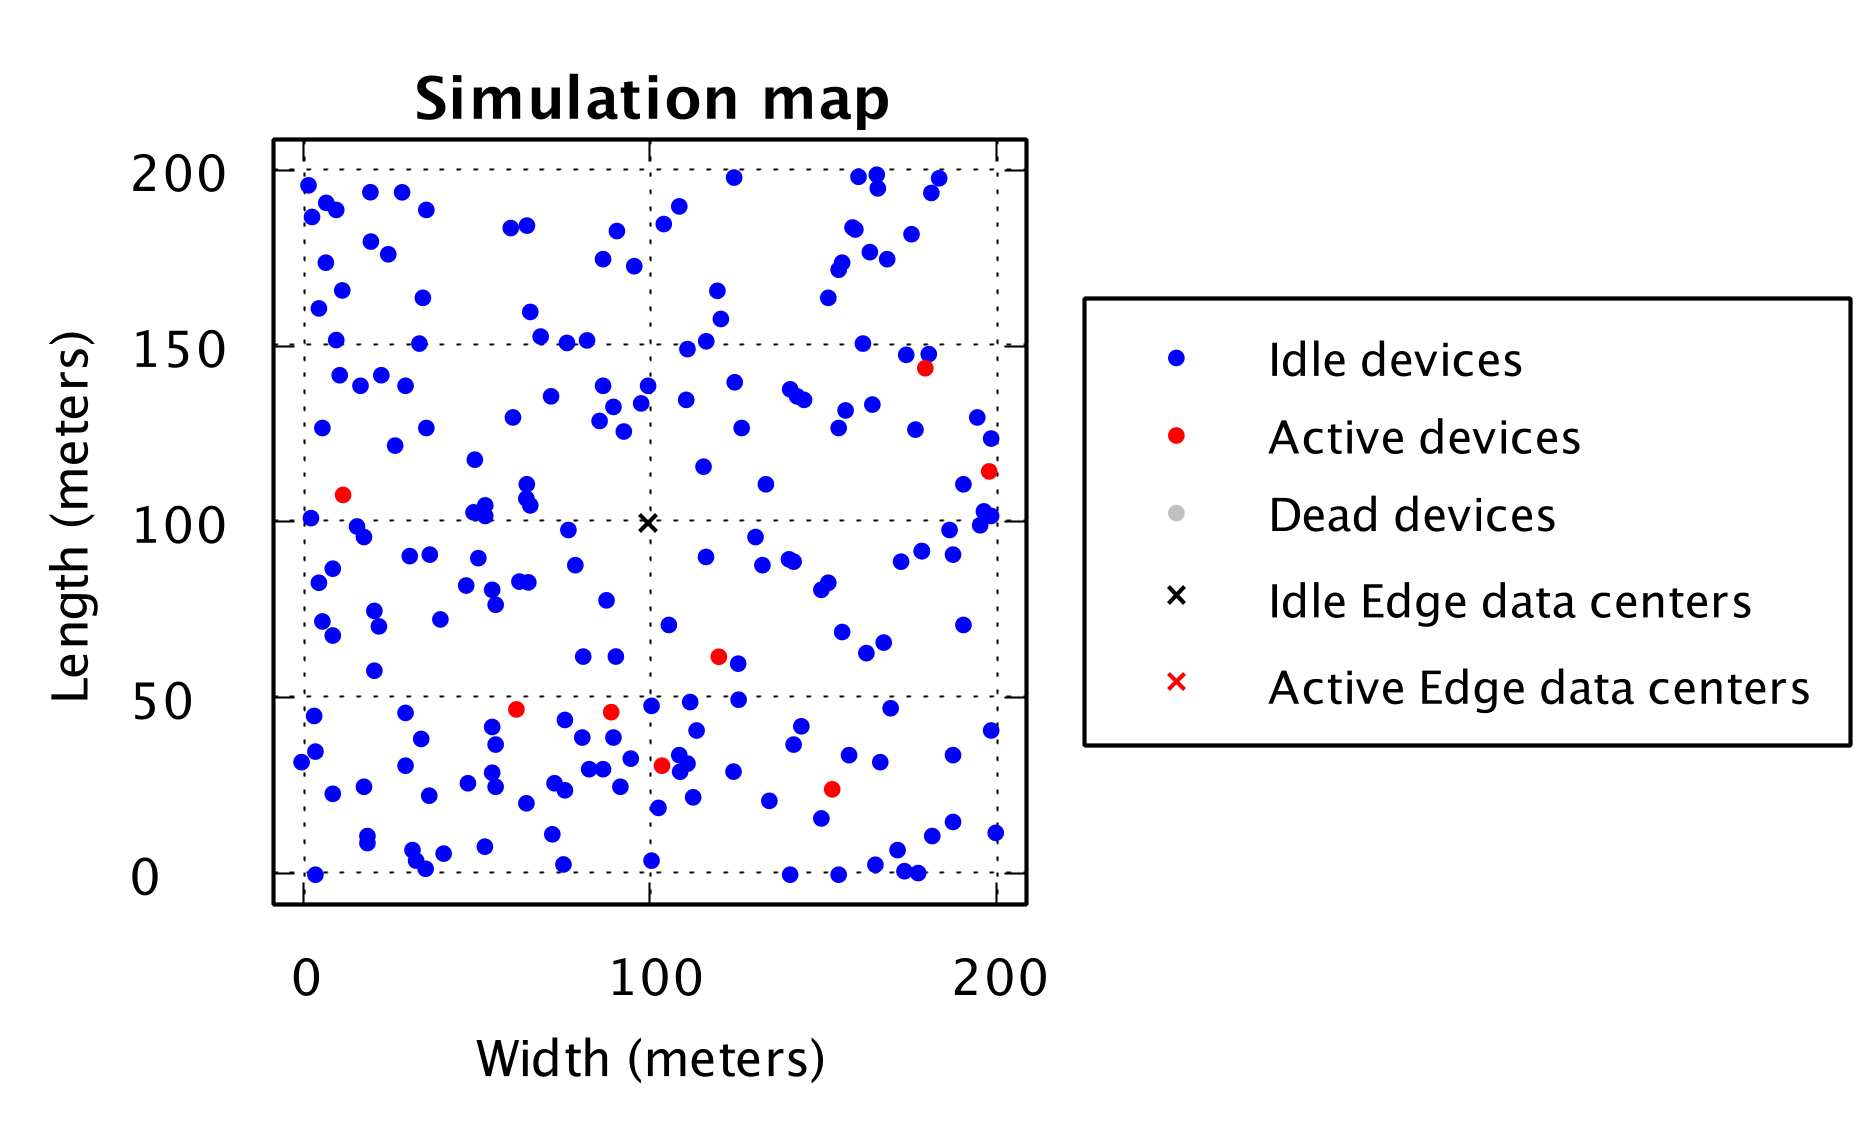 Simulation map
200
150
100
50
0
Length (meters)
0 100 200
Width (meters)
Idle devices
Active devices
Dead devices
Idle Edge data centers
Active Edge data centers